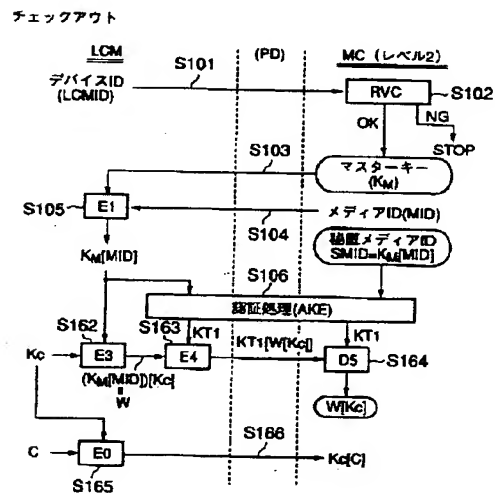 チェックアウト
LCM
(PD)
MC (レベル2)
デバイスID
(LCMID)
S101
RVC
S102
OK
NG
STOP
S103
マスターキー
(KM)
S105
E1
S104
メディアID(MID)
KM[MID]
秘匿メディアID
SMID=KM[MID]
S106
認証処理(AKE)
S162
S163
KT1
KT1
Kc
E3
E4
KT1[W[Kc]]
D5
S164
(KM[MID])[Kc]
=
W
W[Kc]
C
E0
S166
Kc[C]
S165